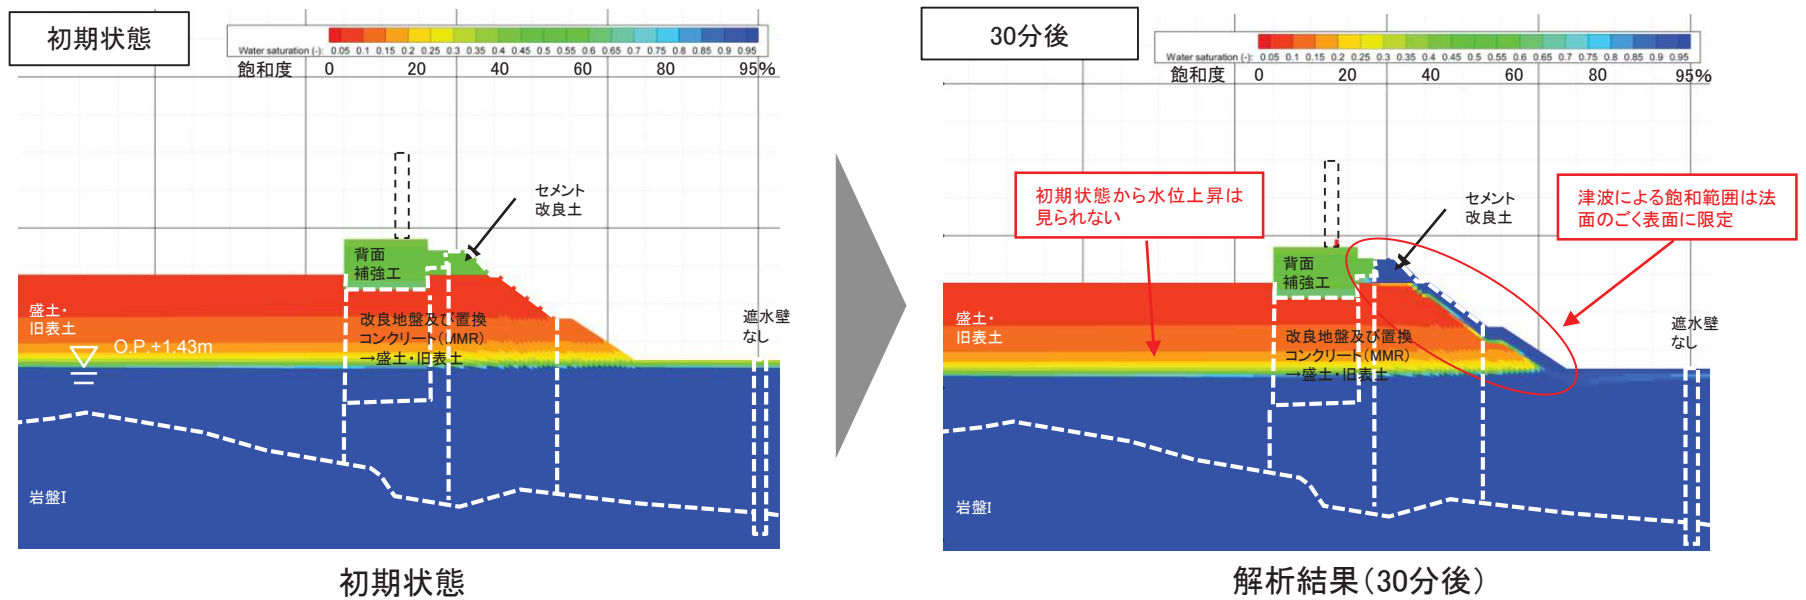 初期状態
Water saturation (-): 0.05 0.1 0.15 0.2 0.25 0.3 0.35 0.4 0.45 0.5 0.55 0.6 0.65 0.7 0.75 0.8 0.85 0.9 0.95
飽和度 0 20 40 60 80 95%
セメント
改良土
背面
補強工
盛土・
旧表土
改良地盤及び置換
コンクリート(MMR)
→盛土・旧表土
O.P.+1.43m
遮水壁
なし
岩盤I
初期状態
30分後
Water saturation (-): 0.05 0.1 0.15 0.2 0.25 0.3 0.35 0.4 0.45 0.5 0.55 0.6 0.65 0.7 0.75 0.8 0.85 0.9 0.95
飽和度 0 20 40 60 80 95%
初期状態から水位上昇は
見られない
セメント
改良土
津波による飽和範囲は法
面のごく表面に限定
背面
補強工
盛土・
旧表土
改良地盤及び置換
コンクリート(MMR)
→盛土・旧表土
遮水壁
なし
岩盤I
解析結果(30分後)